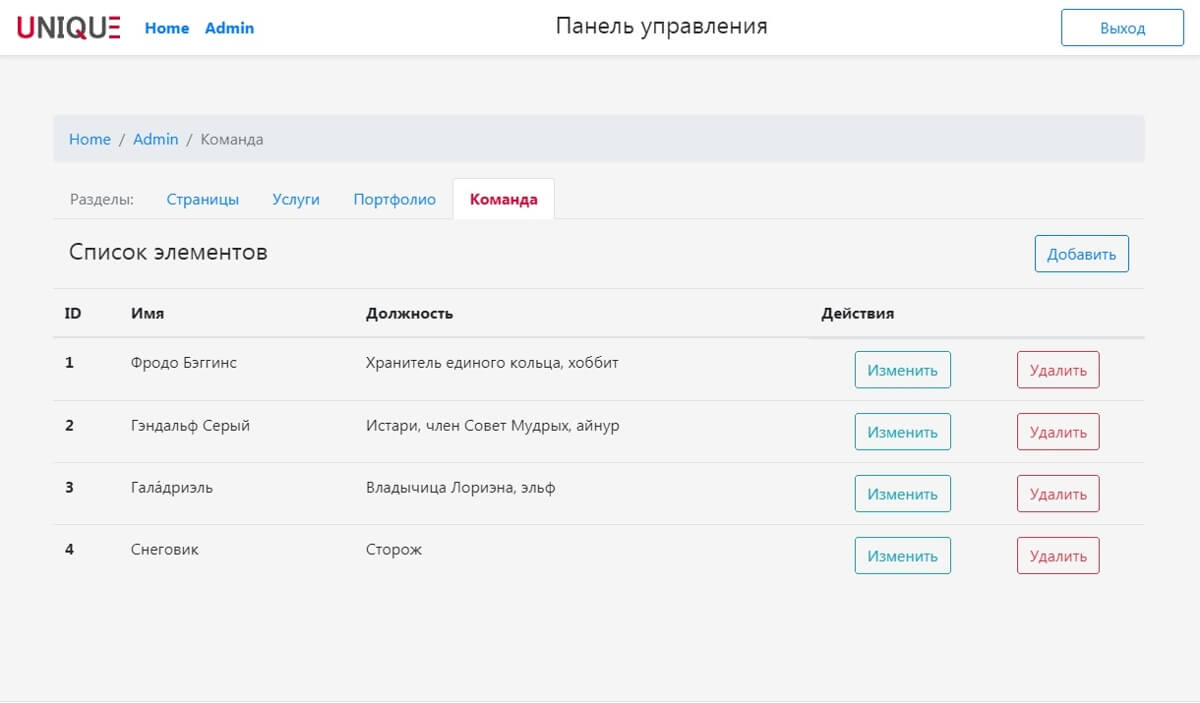 UNIQUE Home Admin Панель управления Выход
Home / Admin / Команда
Разделы: Страницы Услуги Портфолио Команда
Список элементов Добавить
ID Имя Должность Действия
1 Фродо Бэггинс Хранитель единого кольца, хоббит Изменить Удалить
2 Гэндальф Серый Истари, член Совет Мудрых, айнур Изменить Удалить
3 Гала́дриэль Владычица Лориэна, эльф Изменить Удалить
4 Снеговик Сторож Изменить Удалить